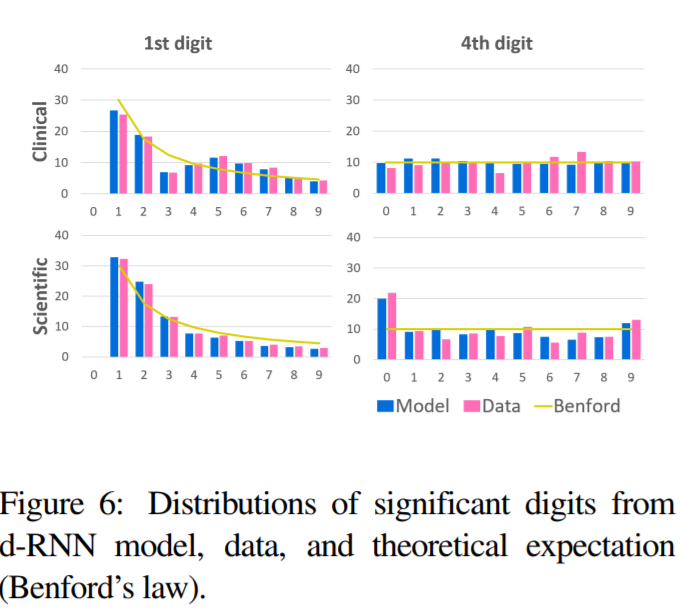 1st digit
4th digit
Clinical
40
30
20
10
0
0 1 2 3 4 5 6 7 8 9
40
30
20
10
0
0 1 2 3 4 5 6 7 8 9
Scientific
40
30
20
10
0
0 1 2 3 4 5 6 7 8 9
40
30
20
10
0
0 1 2 3 4 5 6 7 8 9
Model Data Benford
Figure 6: Distributions of significant digits from
d-RNN model, data, and theoretical expectation
(Benford's law).